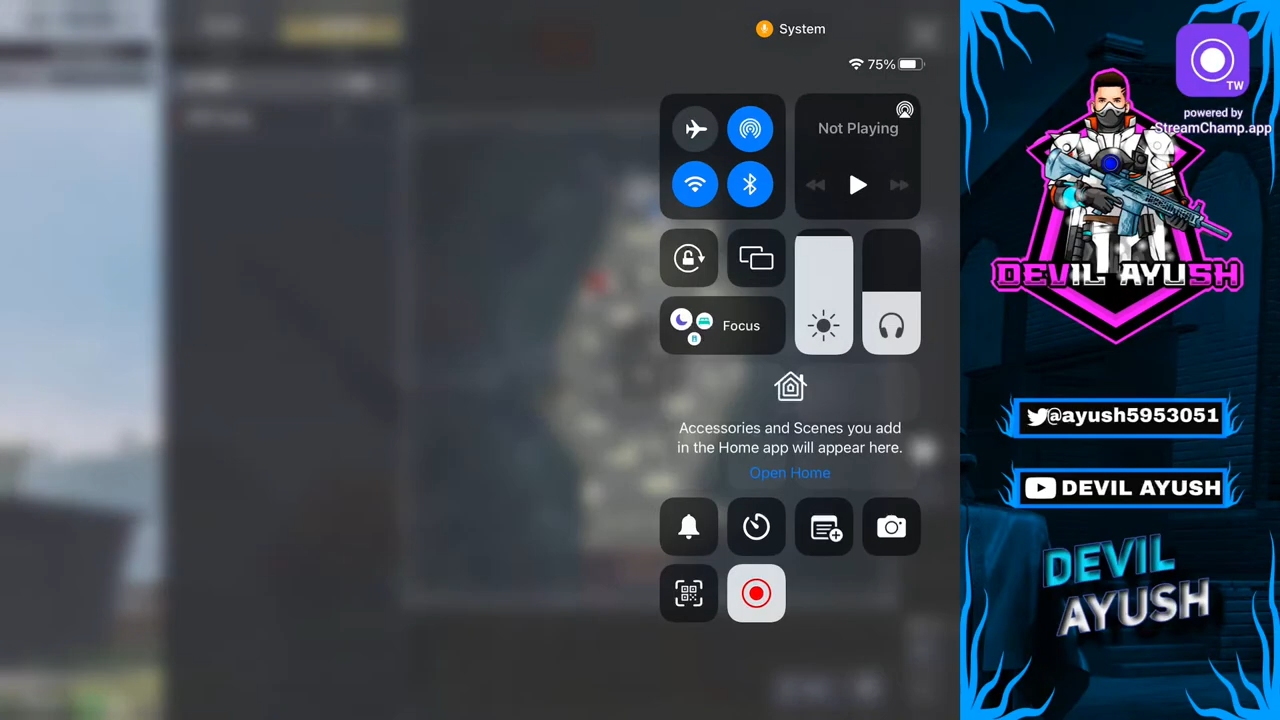 System
75%
Not Playing
Focus
Accessories and Scenes you add
in the Home app will appear here.
Open Home
TW
powered by
StreamChamp.app
DEVIL AYUSH
@ayush5953051
DEVIL AYUSH
DEVIL
AYUSH